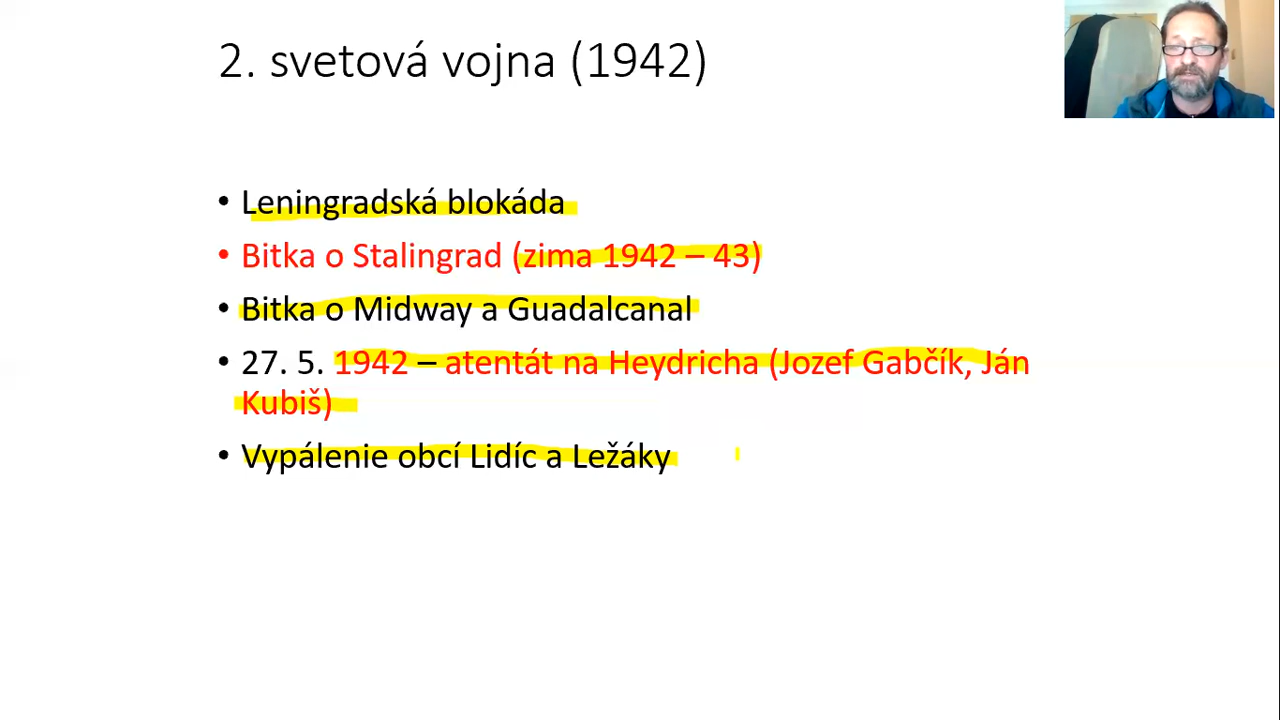 2. svetová vojna (1942)
• Leningradská blokáda
• Bitka o Stalingrad (zima 1942 – 43)
• Bitka o Midway a Guadalcanal
• 27. 5. 1942 – atentát na Heydricha (Jozef Gabčík, Ján
Kubiš)
• Vypálenie obcí Lidíc a Ležáky